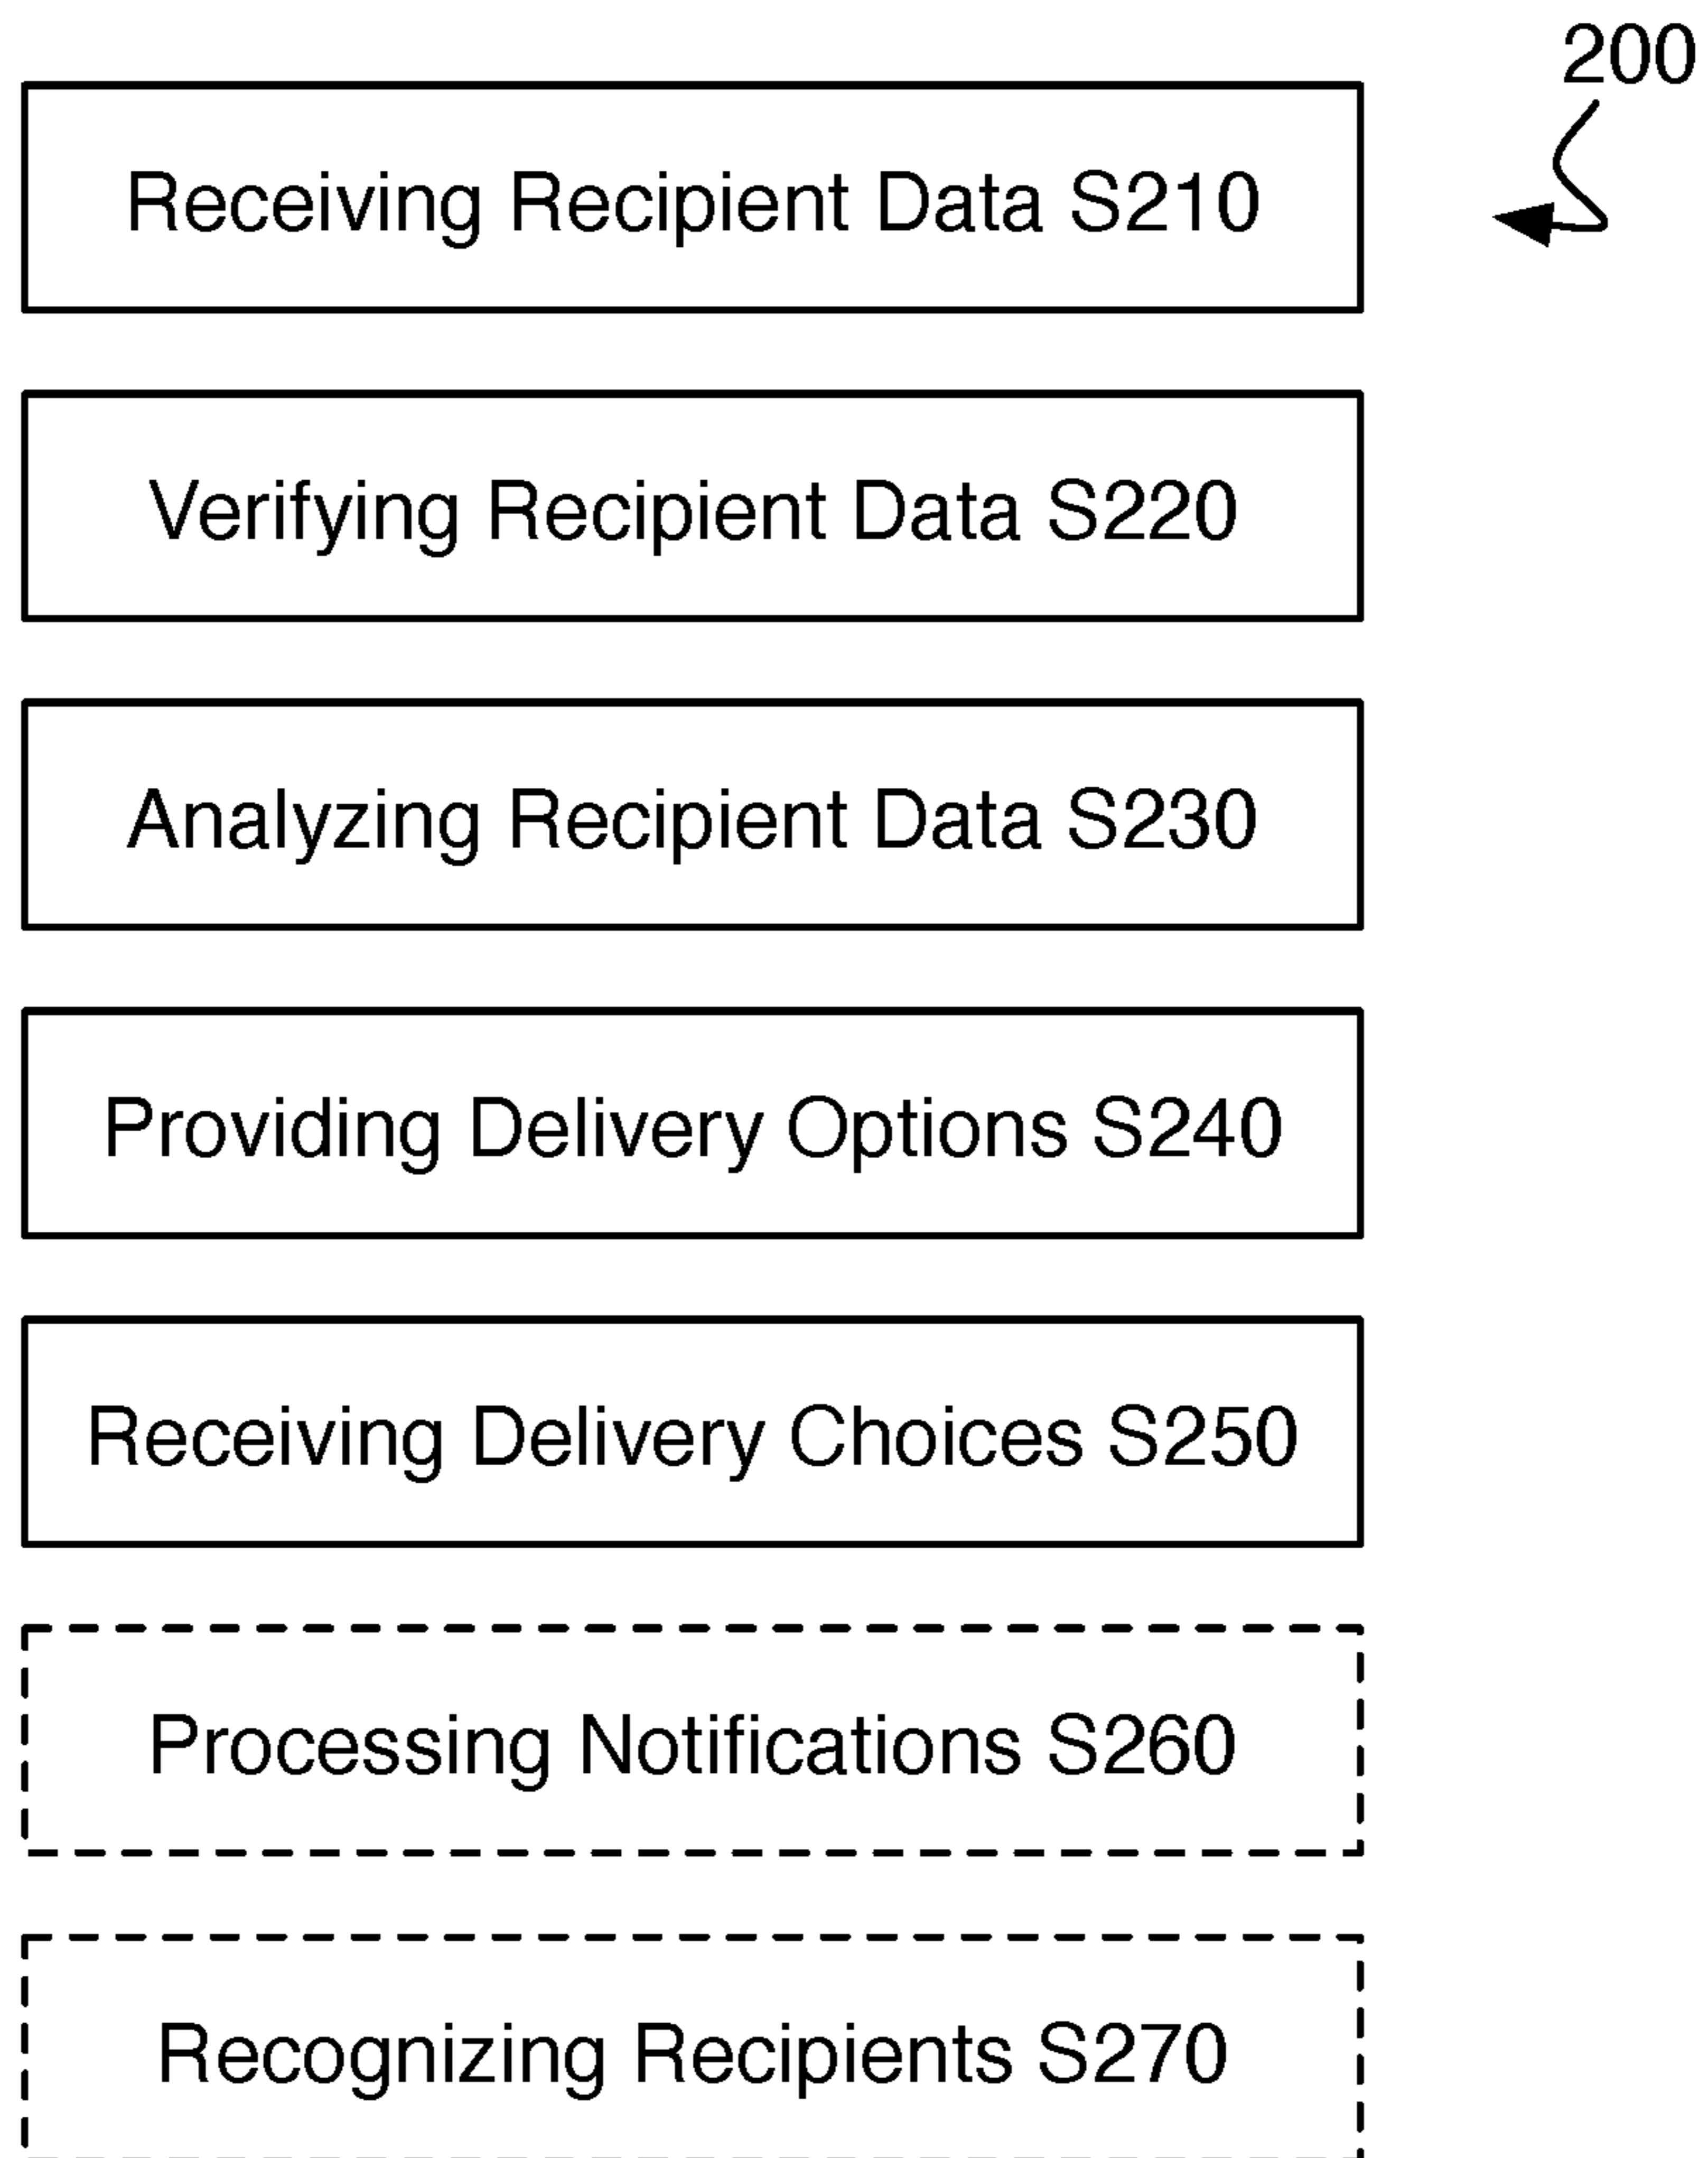 200
Receiving Recipient Data S210
Verifying Recipient Data S220
Analyzing Recipient Data S230
Providing Delivery Options S240
Receiving Delivery Choices S250
Processing Notifications S260
Recognizing Recipients S270